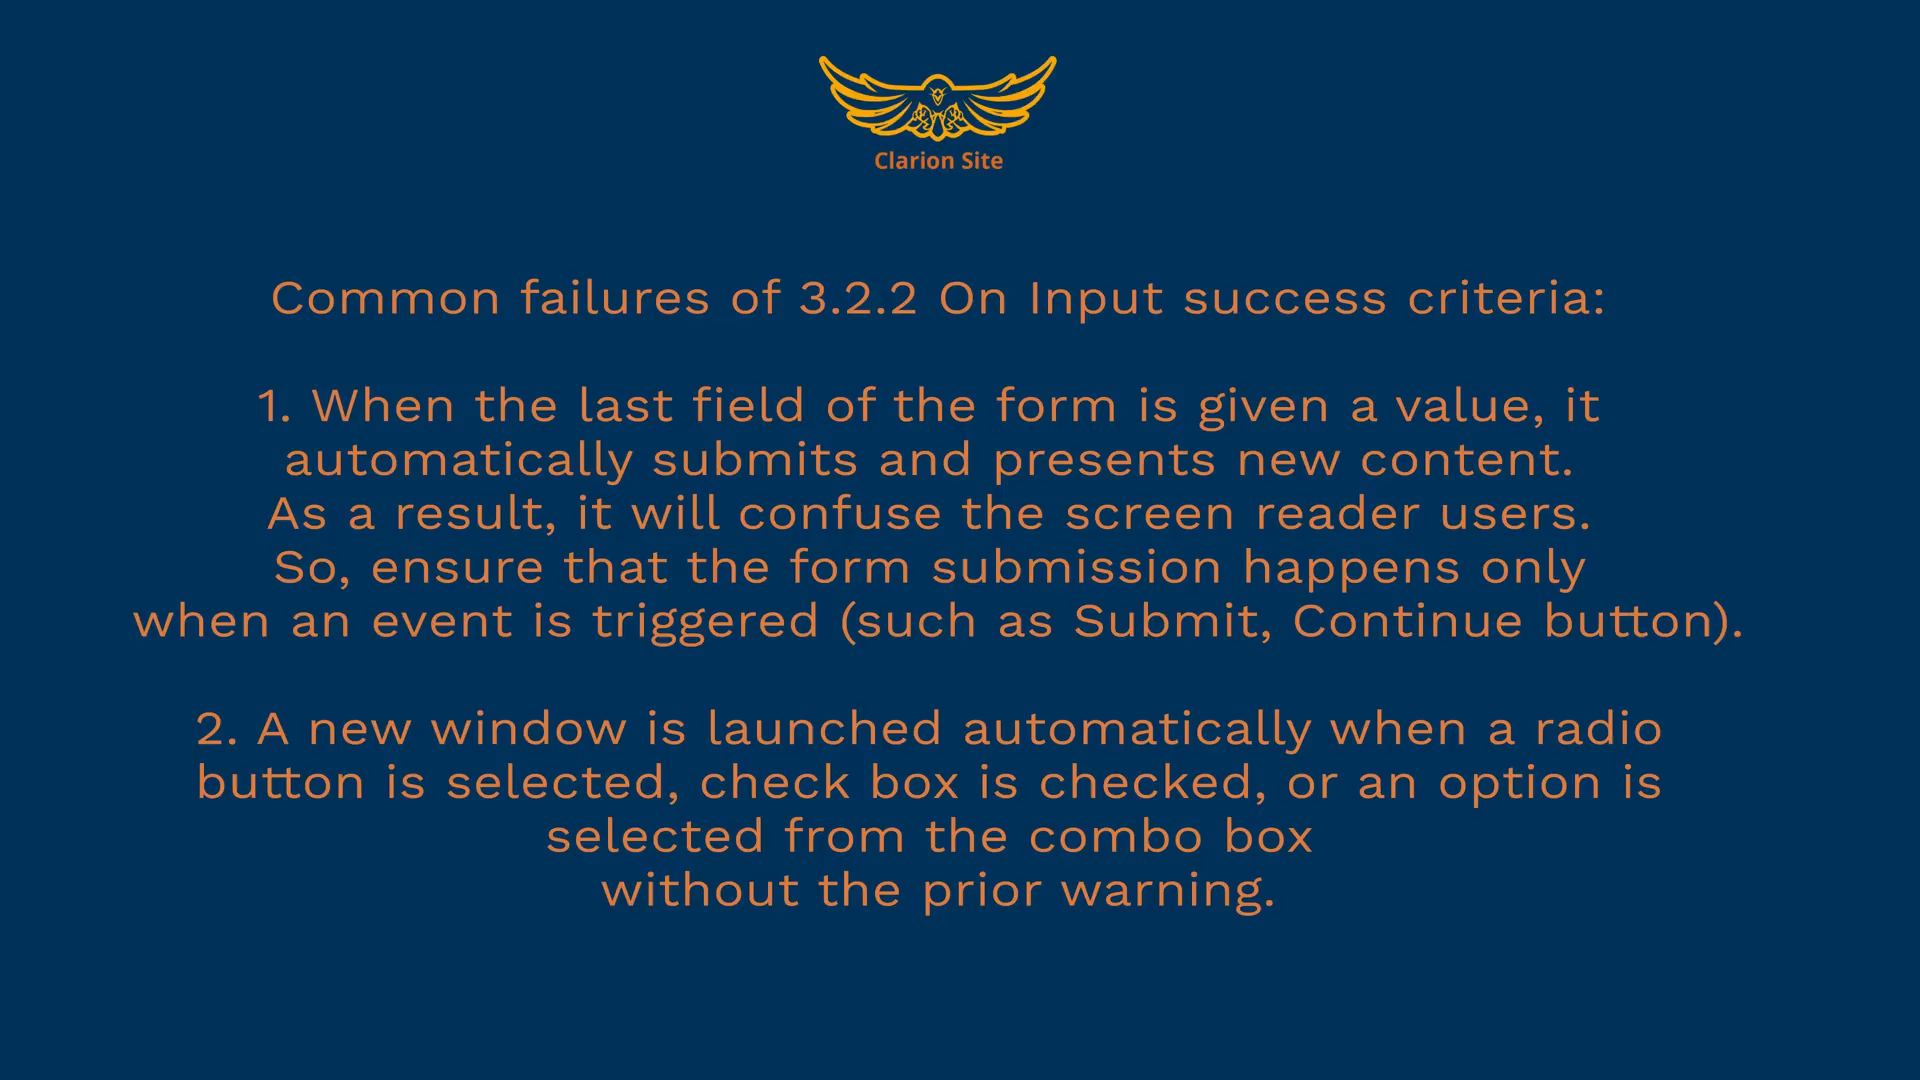 Clarion Site
Common failures of 3.2.2 On Input success criteria:
1. When the last field of the form is given a value, it
automatically submits and presents new content.
As a result, it will confuse the screen reader users.
So, ensure that the form submission happens only
when an event is triggered (such as Submit, Continue button).
2. A new window is launched automatically when a radio
button is selected, check box is checked, or an option is
selected from the combo box
without the prior warning.